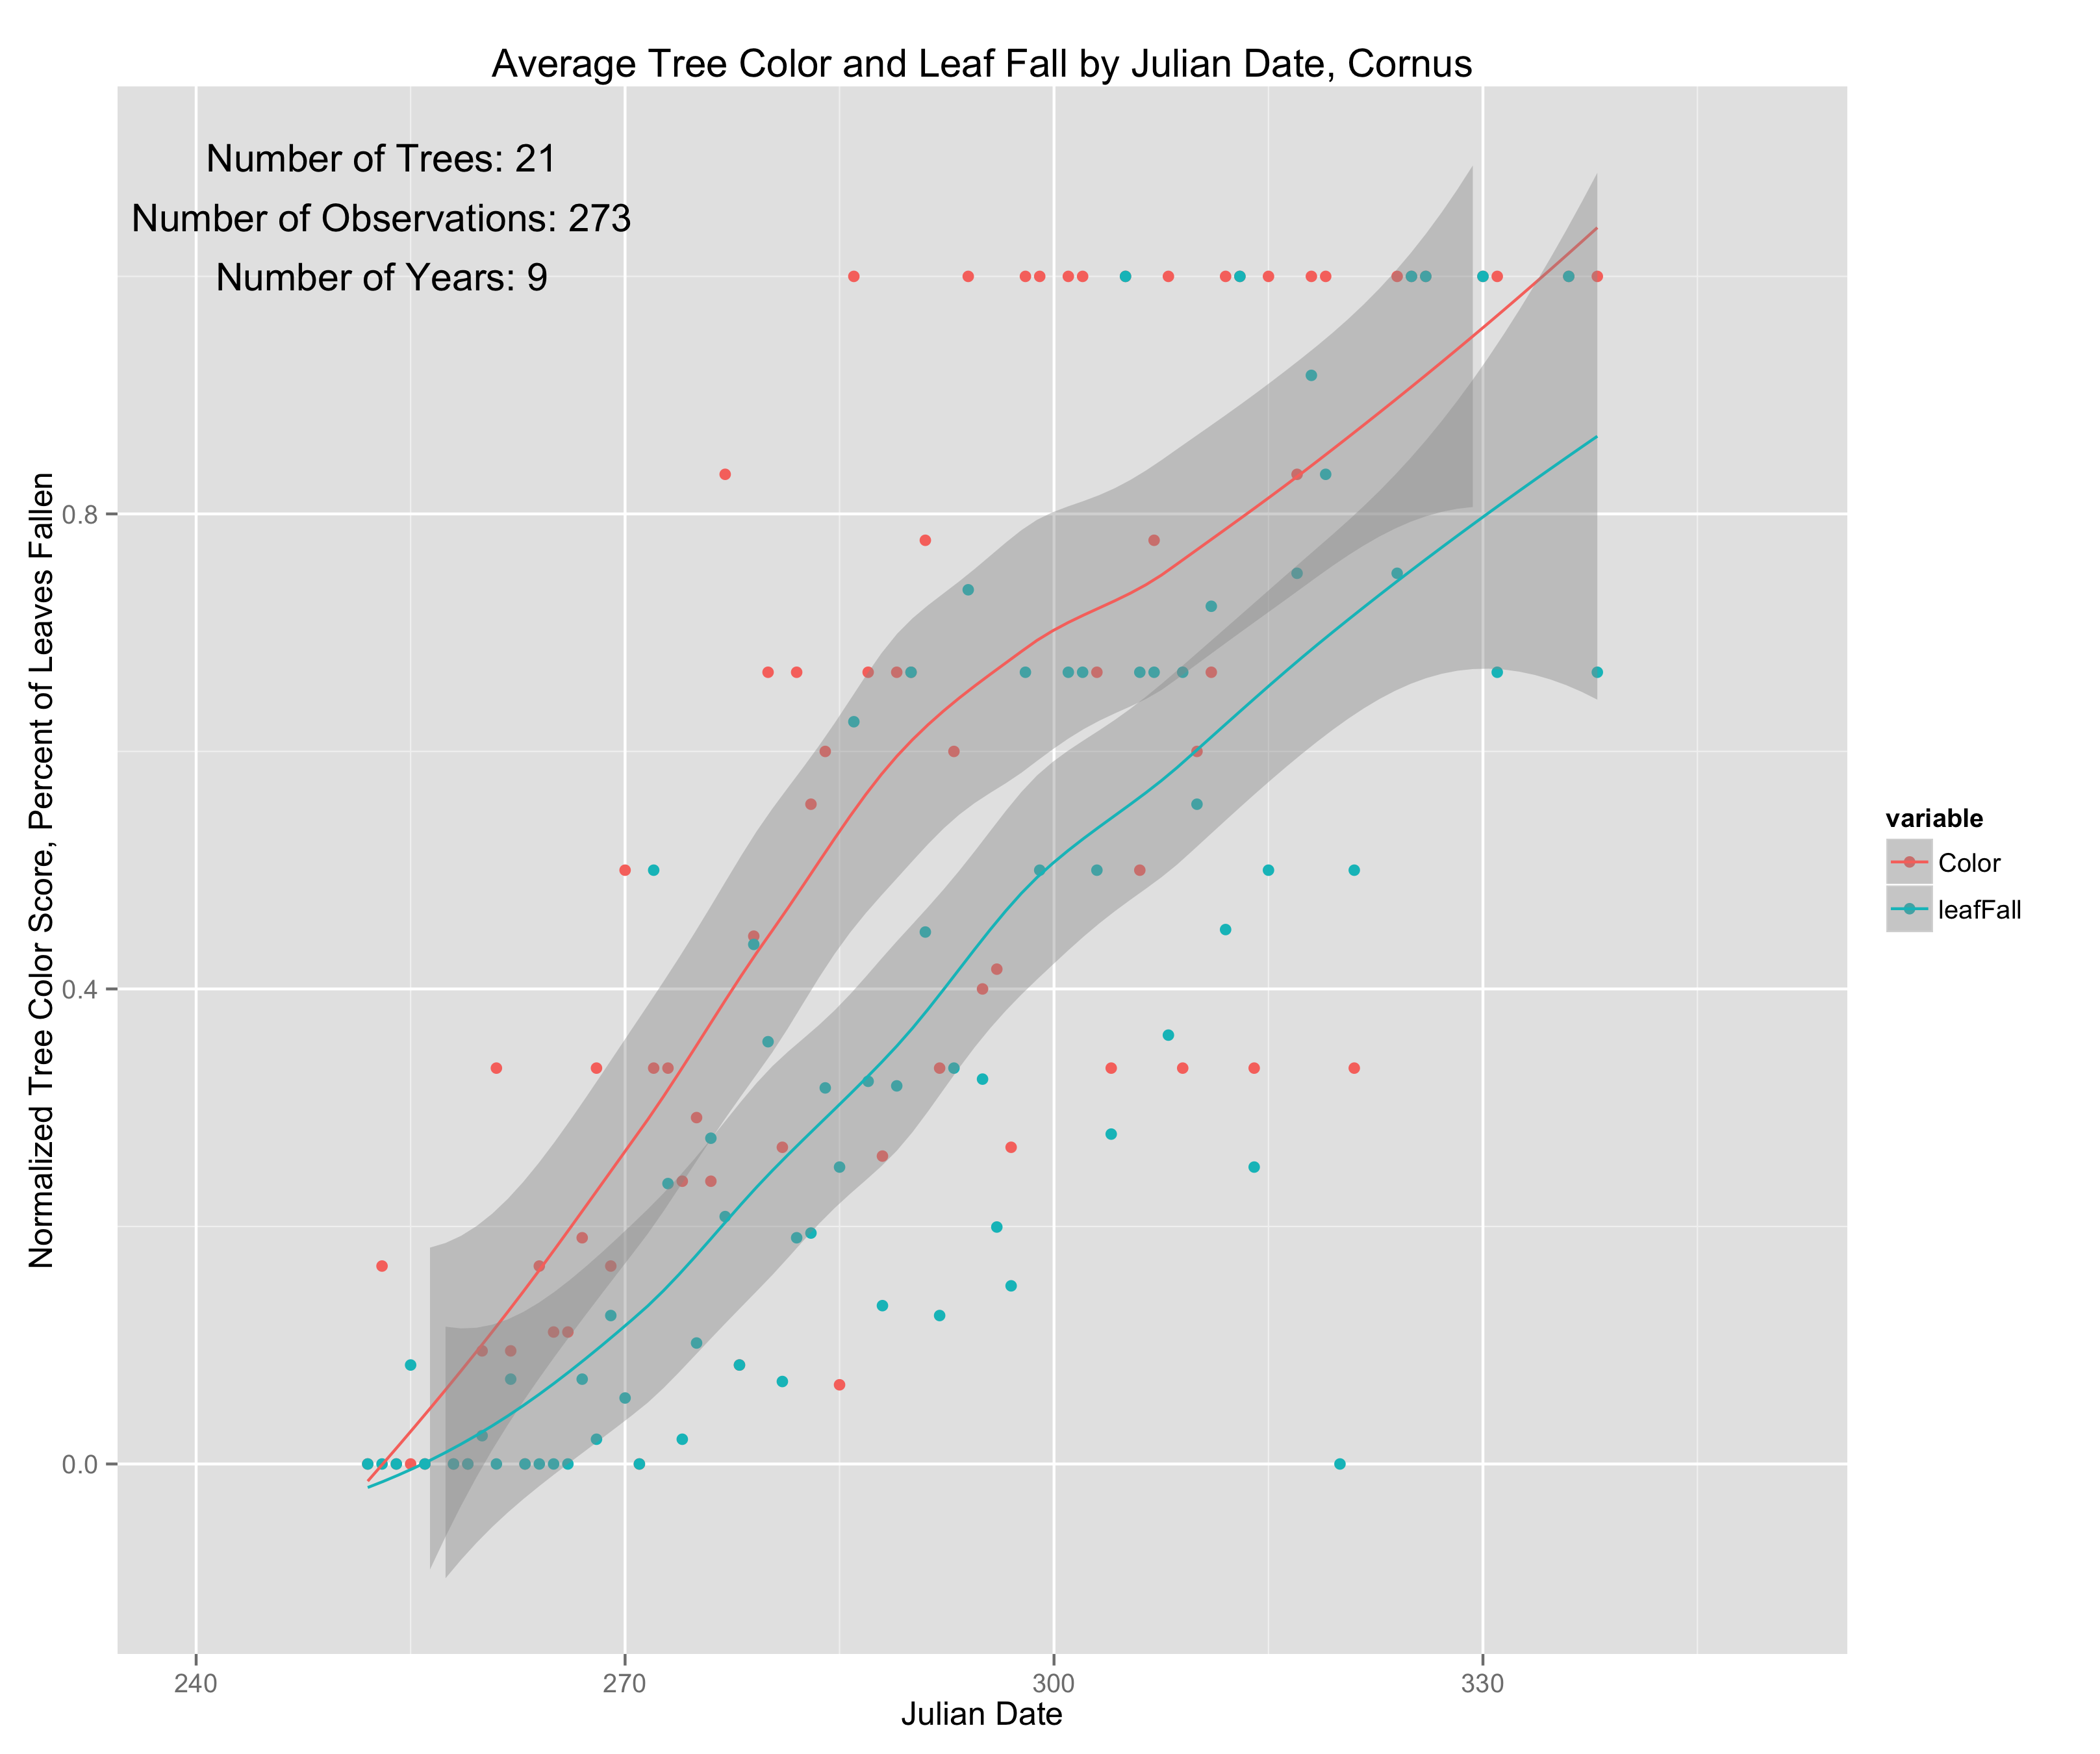 Average Tree Color and Leaf Fall by Julian Date, Cornus
Number of Trees: 21
Number of Observations: 273
Number of Years: 9
Normalized Tree Color Score, Percent of Leaves Fallen
0.8
0.4
0.0
240
270
300
330
Julian Date
variable
Color
leafFall